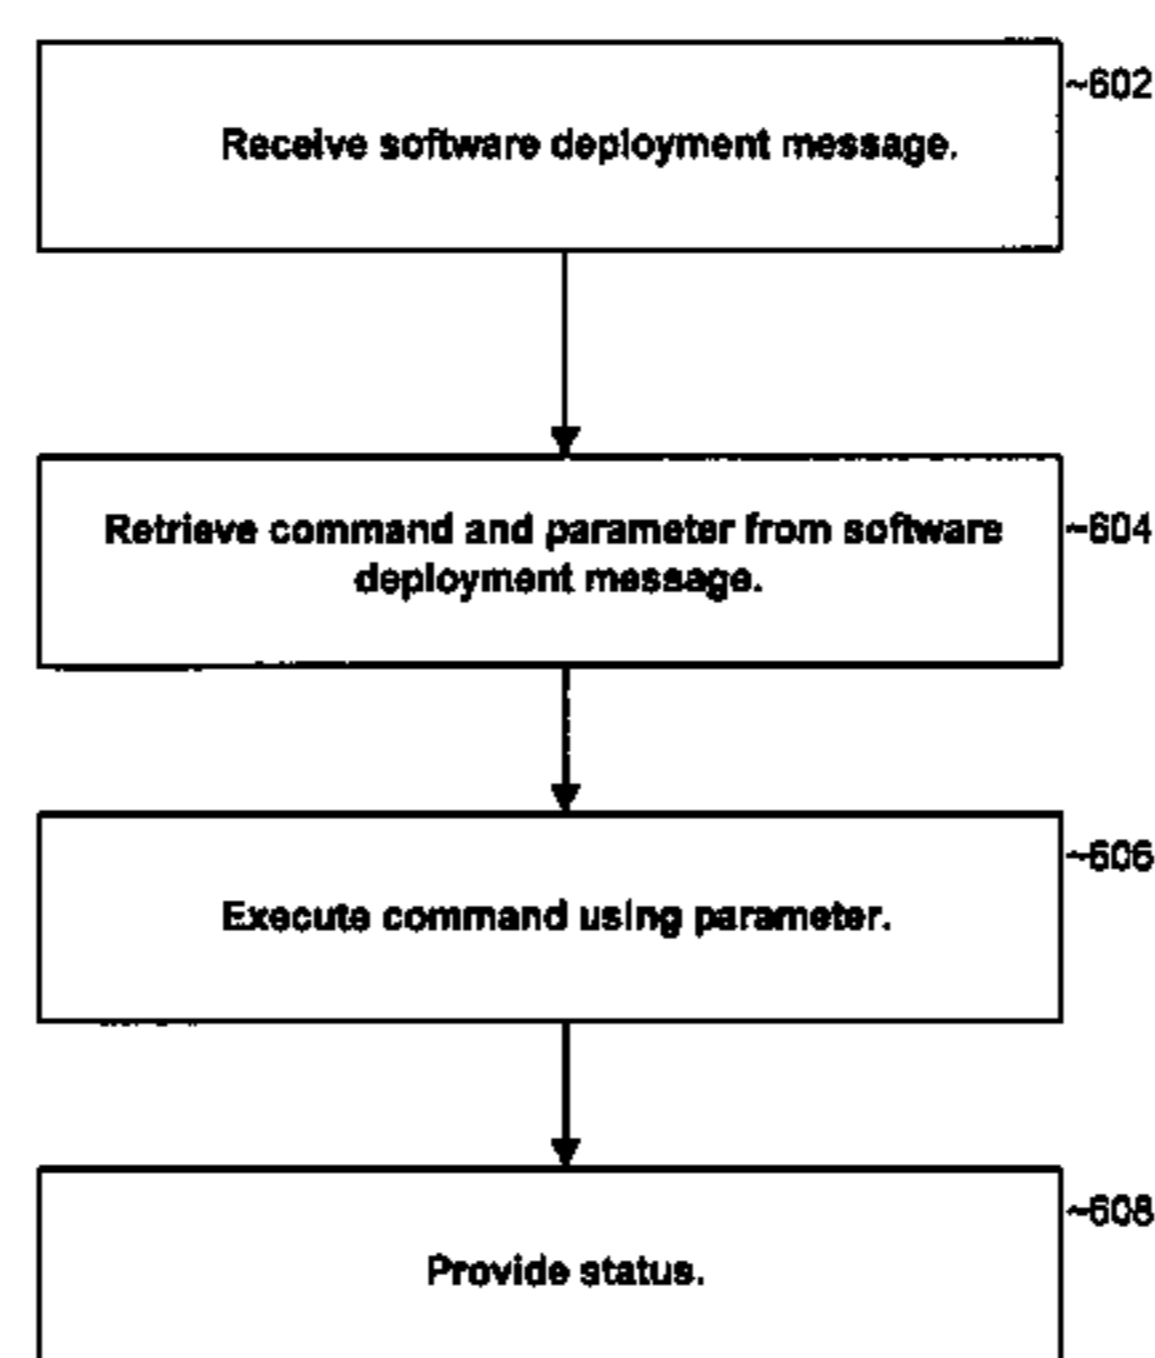 Receive software deployment message.
~602
Retrieve command and parameter from software
deployment message.
~604
Execute command using parameter.
~606
Provide status.
~608